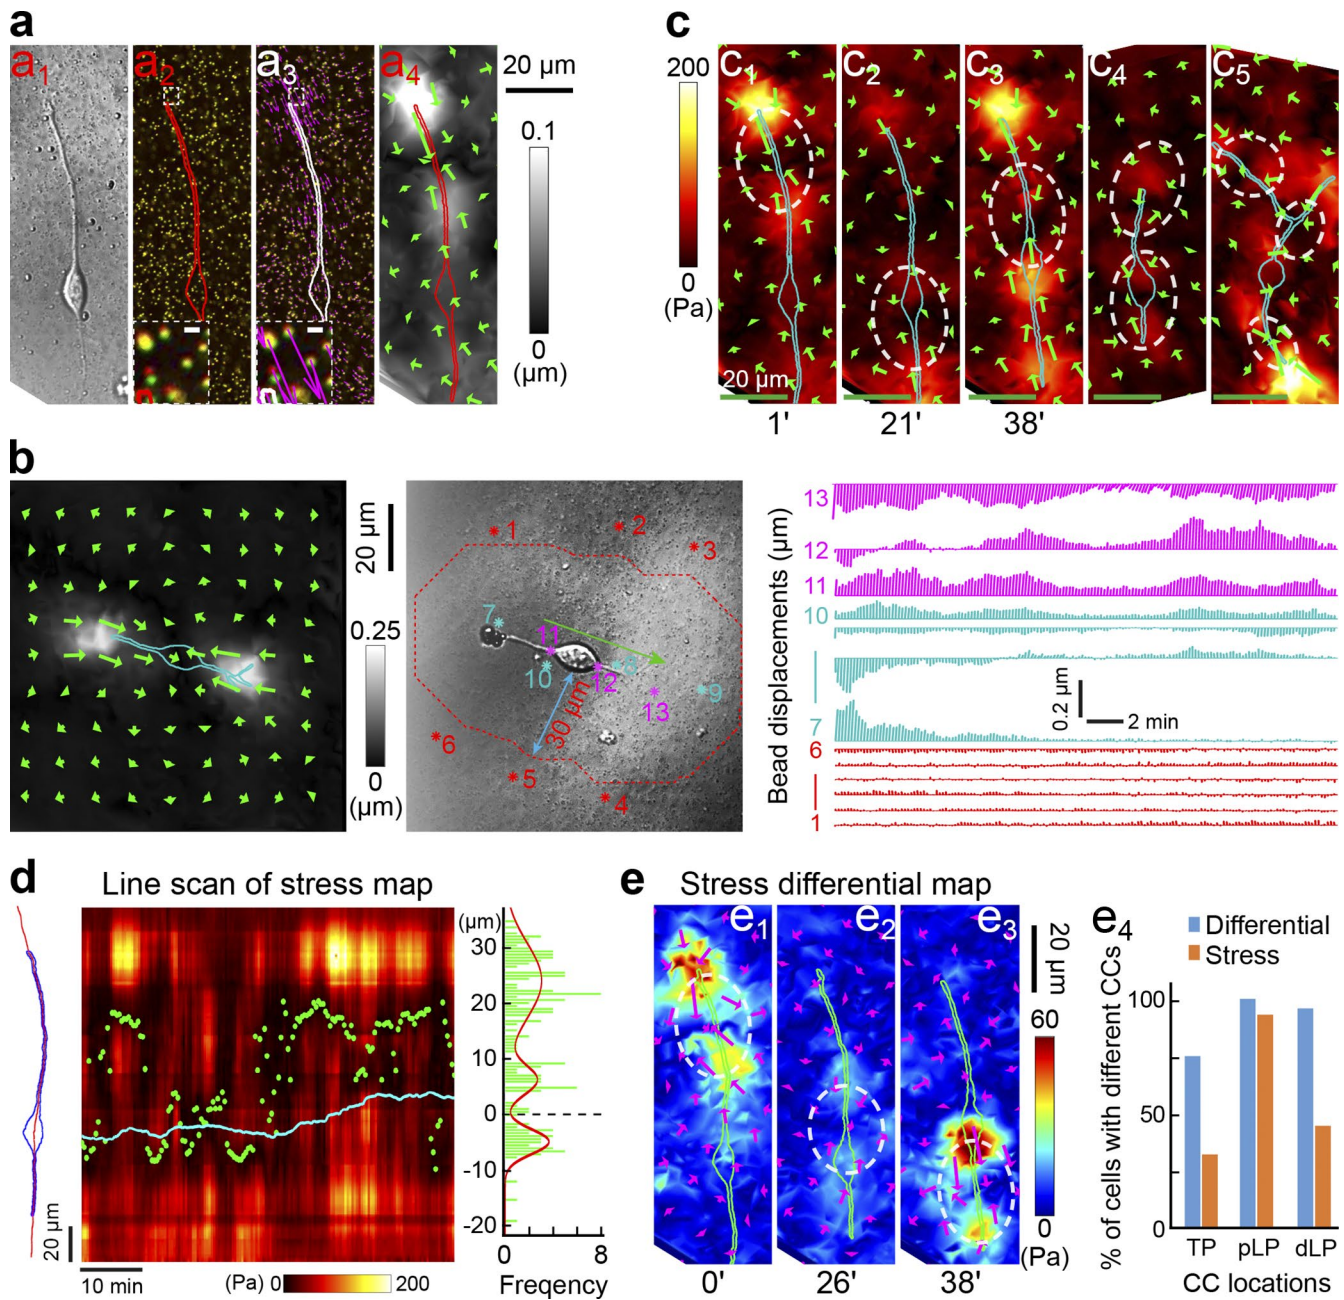 a
a1
a2
a3
a4
20 µm
0.1
0
(µm)
c
200
0
(Pa)
c1
c2
c3
c4
c5
20 µm
1'
21'
38'
b
20 µm
0.25
0
(µm)
1
2
3
7
11
8
10
12
9
13
30 µm
6
5
4
Bead displacements (µm)
13
12
11
10
7
6
1
0.2 µm
2 min
d
Line scan of stress map
20 µm
10 min
(Pa) 0 200
(µm)
30
20
10
0
-10
-20
0 8
Freqency
e
Stress differential map
e1
e2
e3
20 µm
60
0
(Pa)
0'
26'
38'
e4
Differential
Stress
% of cells with different CCs
100
50
0
TP pLP dLP
CC locations